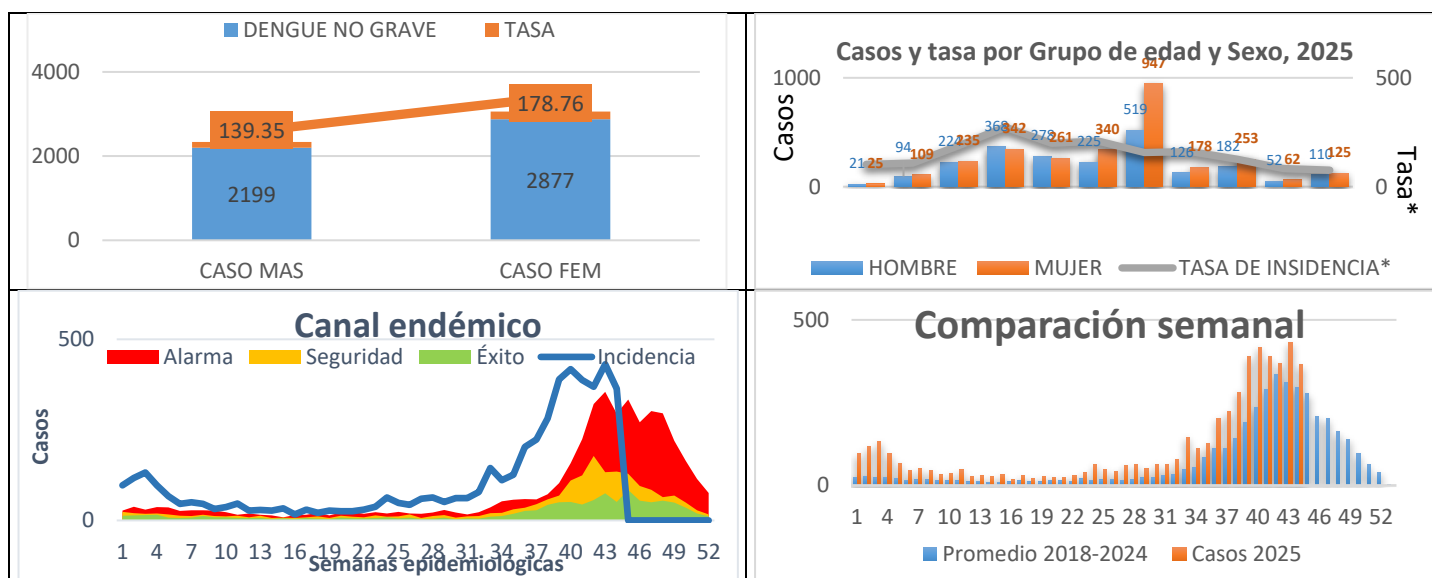 DENGUE NO GRAVE TASA
4000
2000
0
139.35
178.76
2199
2877
CASO MAS CASO FEM
Casos y tasa por Grupo de edad y Sexo, 2025
1000
0
Casos
500
0
Tasa*
21 94 224 368 278 225 519 126 182 52 110
25 109 235 342 261 340 947 178 253 62 125
HOMBRE MUJER TASA DE INSIDENCIA*
Canal endémico
500
0
Alarma Seguridad Éxito Incidencia
Casos
1 4 7 10 13 16 19 22 25 28 31 34 37 40 43 46 49 52
Semanas epidemiológicas
Comparación semanal
500
0
1 4 7 10 13 16 19 22 25 28 31 34 37 40 43 46 49 52
Promedio 2018-2024 Casos 2025